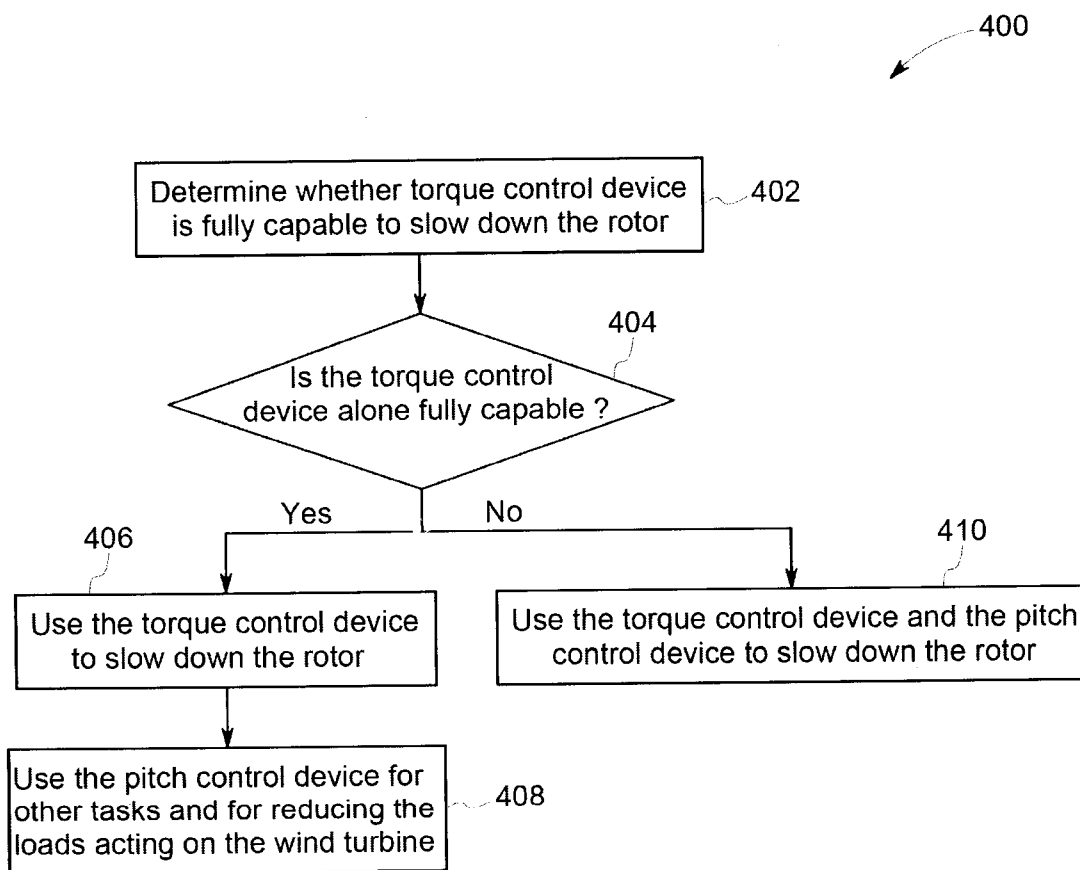 400
Determine whether torque control device
is fully capable to slow down the rotor
402
404
Is the torque control
device alone fully capable ?
Yes
No
406
Use the torque control device
to slow down the rotor
410
Use the torque control device and the pitch
control device to slow down the rotor
Use the pitch control device for
other tasks and for reducing the
loads acting on the wind turbine
408